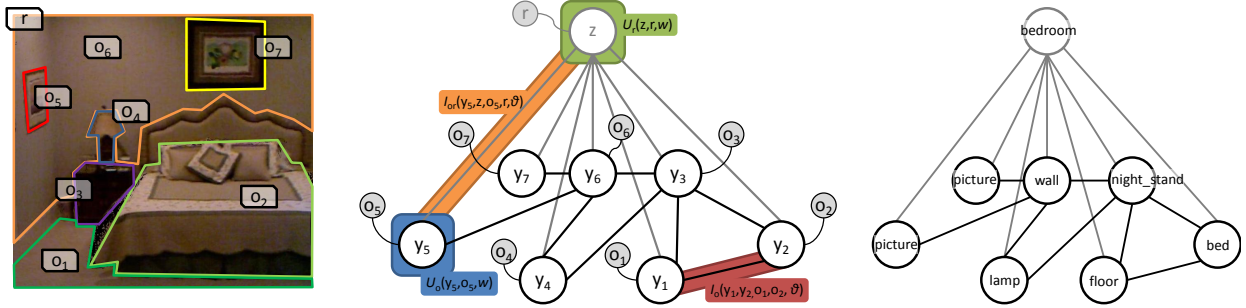 r
o₆
o₇
o₅
o₄
o₃
o₂
o₁
r
z
Uᵣ(z,r,w)
Iₒᵣ(y₅,z,o₅,r,ϑ)
o₇
o₆
o₃
y₇
y₆
y₃
o₅
o₂
y₅
o₄
y₄
o₁
y₁
y₂
Uₒ(y₅,o₅,w)
Iₒ(y₁,y₂,o₁,o₂,ϑ)
bedroom
picture
wall
night_stand
picture
lamp
floor
bed